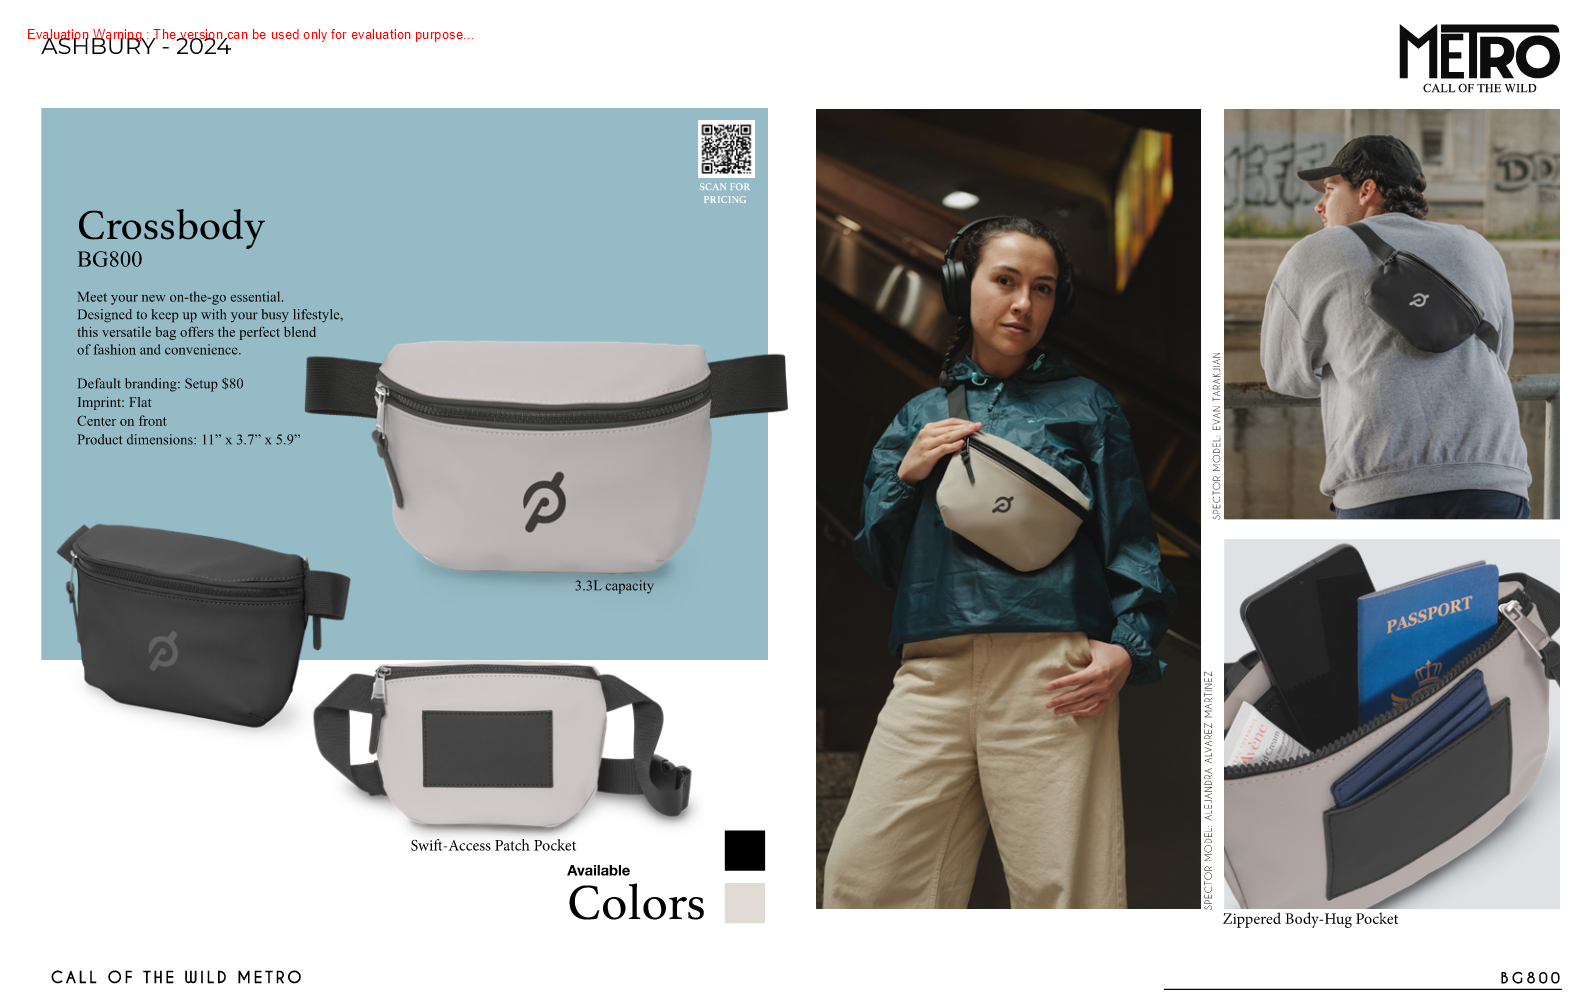 Evaluation Warning : The version can be used only for evaluation purpose...
ASHBURY - 2024
METRO
CALL OF THE WILD
SCAN FOR
PRICING
Crossbody
BG800
Meet your new on-the-go essential.
Designed to keep up with your busy lifestyle,
this versatile bag offers the perfect blend
of fashion and convenience.
Default branding: Setup $80
Imprint: Flat
Center on front
Product dimensions: 11” x 3.7” x 5.9”
3.3L capacity
Swift-Access Patch Pocket
Available
Colors
SPECTOR MODEL: ALEJANDRA ALVAREZ MARTINEZ
SPECTOR MODEL: EVAN TARAKJIAN
PASSPORT
Avène
d Cream
Zippered Body-Hug Pocket
CALL OF THE WILD METRO
BG800